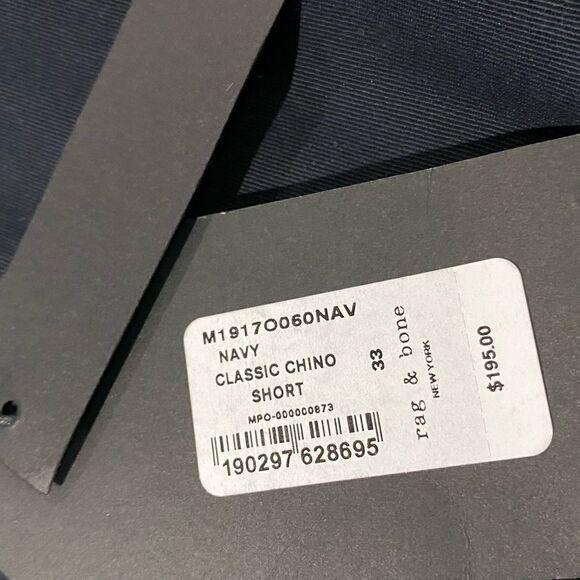 M1917O060NAV
NAVY
CLASSIC CHINO
SHORT
33
MPO-000000873
190297 628695
rag & bone
NEW YORK
$195.00